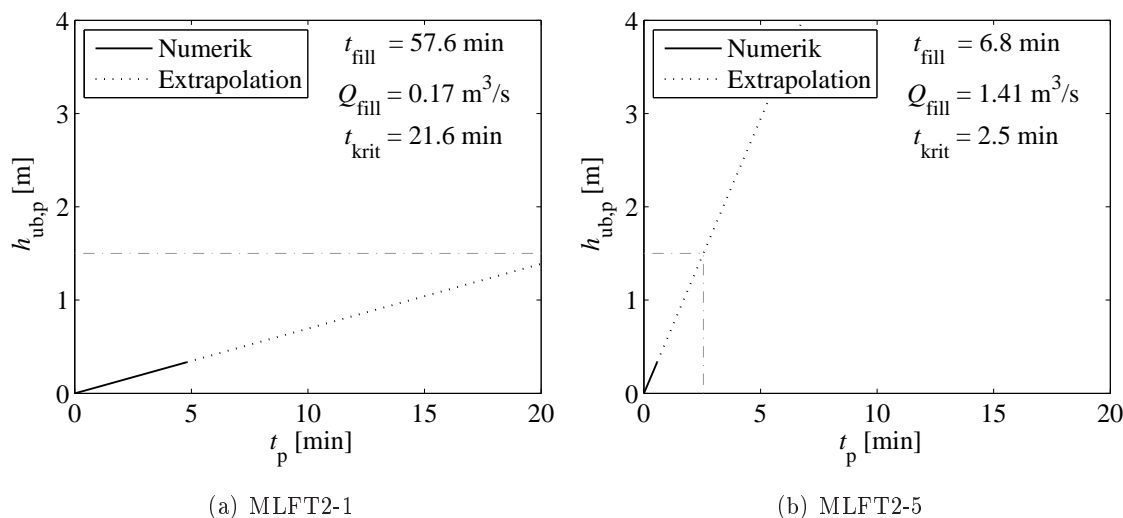 4
3
2
1
0
0
5
10
15
20
h_ub,p [m]
t_p [min]
Numerik
Extrapolation
t_fill = 57.6 min
Q_fill = 0.17 m³/s
t_krit = 21.6 min
(a) MLFT2-1
4
3
2
1
0
0
5
10
15
20
h_ub,p [m]
t_p [min]
Numerik
Extrapolation
t_fill = 6.8 min
Q_fill = 1.41 m³/s
t_krit = 2.5 min
(b) MLFT2-5